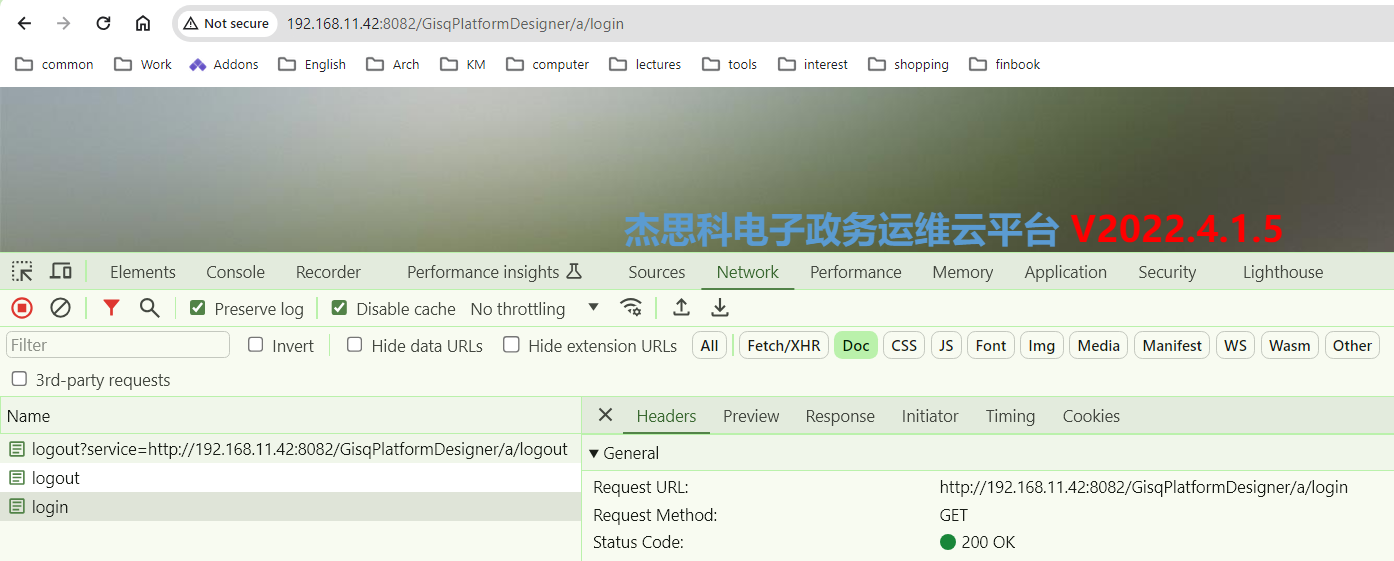 Not secure 192.168.11.42:8082/GisqPlatformDesigner/a/login
common Work Addons English Arch KM computer lectures tools interest shopping finbook
杰思科电子政务运维云平台 V2022.4.1.5
Elements Console Recorder Performance insights Sources Network Performance Memory Application Security Lighthouse
Preserve log Disable cache No throttling
Filter Invert Hide data URLs Hide extension URLs All Fetch/XHR Doc CSS JS Font Img Media Manifest WS Wasm Other
3rd-party requests
Name Headers Preview Response Initiator Timing Cookies
logout?service=http://192.168.11.42:8082/GisqPlatformDesigner/a/logout General
logout Request URL: http://192.168.11.42:8082/GisqPlatformDesigner/a/login
login Request Method: GET
Status Code: 200 OK